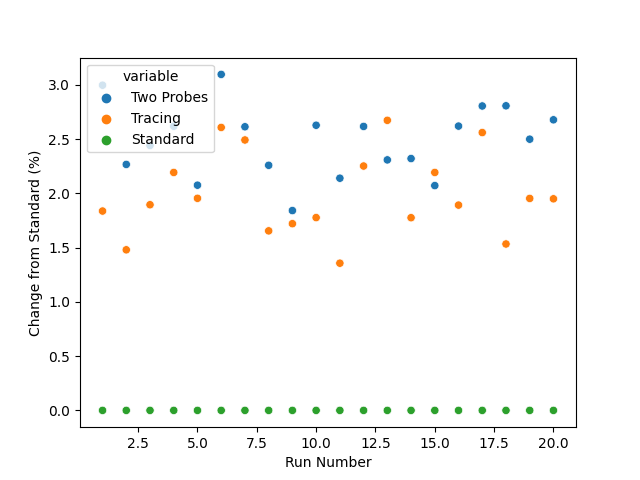 variable
Two Probes
Tracing
Standard
Change from Standard (%)
3.0
2.5
2.0
1.5
1.0
0.5
0.0
2.5 5.0 7.5 10.0 12.5 15.0 17.5 20.0
Run Number